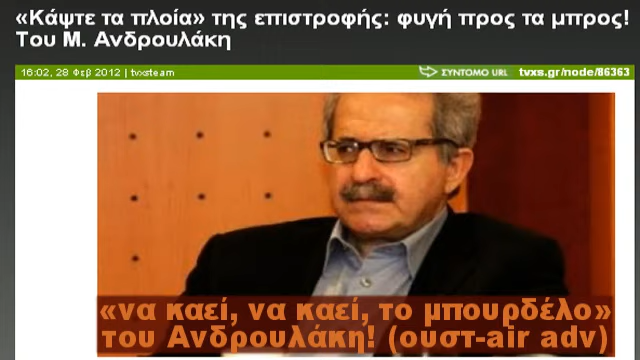 «Κάψτε τα πλοία» της επιστροφής: φυγή προς τα μπρος!
Του Μ. Ανδρουλάκη
16:02, 28 Φεβ 2012 | tvxsteam
ΣΥΝΤΟΜΟ URL tvxs.gr/node/86363
«να καεί, να καεί, το μπουρδέλο»
του Ανδρουλάκη! (ουστ-air adv)